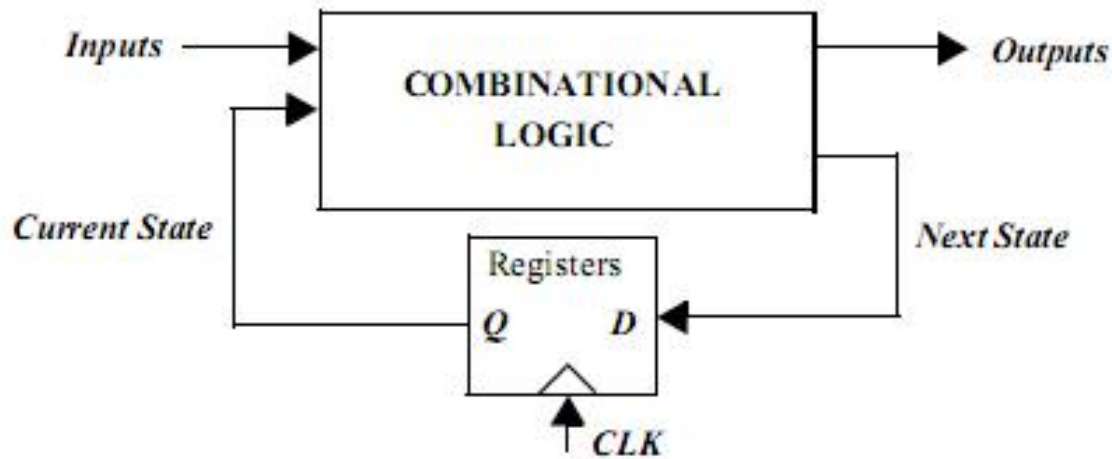 Inputs
Outputs
COMBINATIONAL
LOGIC
Current State
Next State
Registers
Q D
CLK